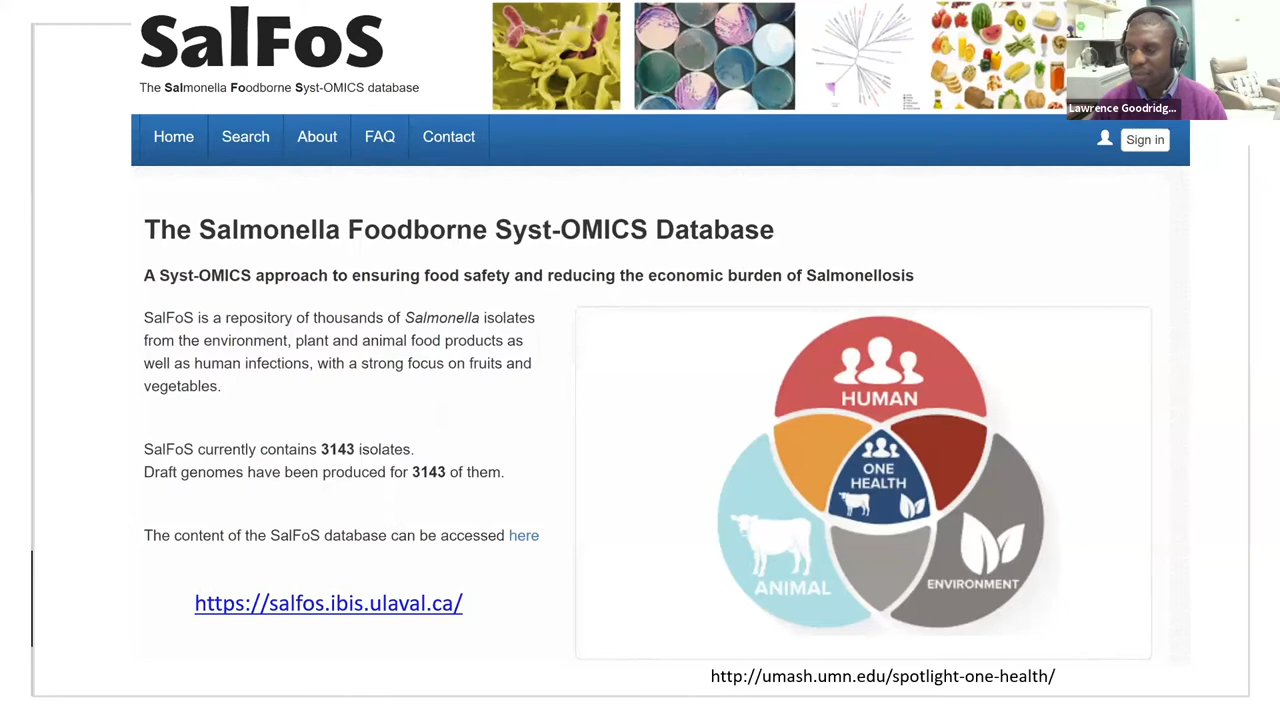 SalFoS
The Salmonella Foodborne Syst-OMICS database
Lawrence Goodridg...
Home Search About FAQ Contact
Sign in
The Salmonella Foodborne Syst-OMICS Database
A Syst-OMICS approach to ensuring food safety and reducing the economic burden of Salmonellosis
SalFoS is a repository of thousands of Salmonella isolates
from the environment, plant and animal food products as
well as human infections, with a strong focus on fruits and
vegetables.
SalFoS currently contains 3143 isolates.
Draft genomes have been produced for 3143 of them.
The content of the SalFoS database can be accessed here
https://salfos.ibis.ulaval.ca/
HUMAN
ONE
HEALTH
ANIMAL
ENVIRONMENT
http://umash.umn.edu/spotlight-one-health/